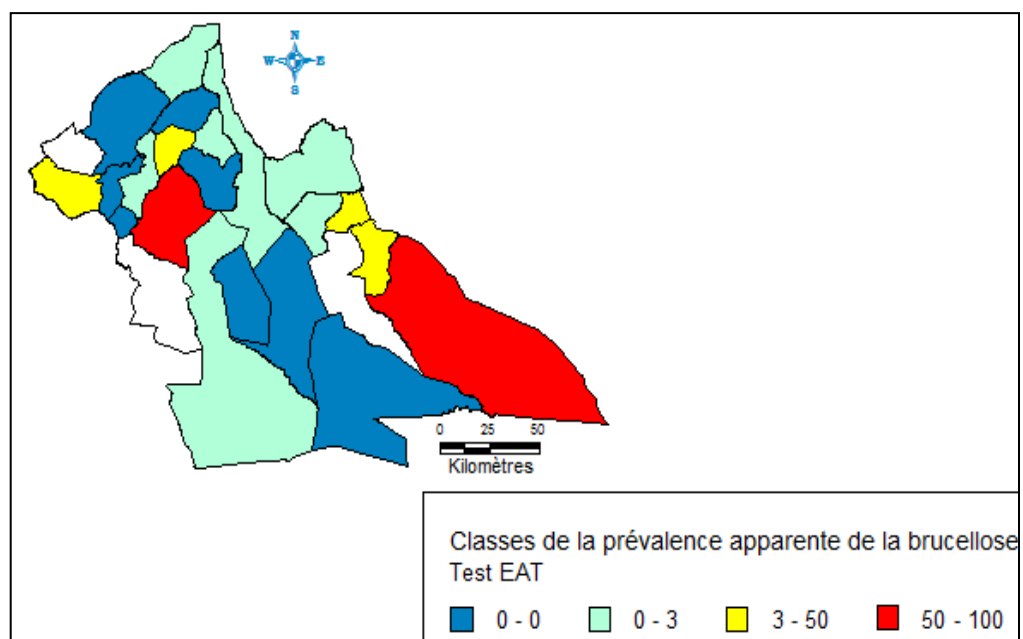 N
W E
S
0 25 50
Kilomètres
Classes de la prévalence apparente de la brucellose
Test EAT
0 - 0 0 - 3 3 - 50 50 - 100